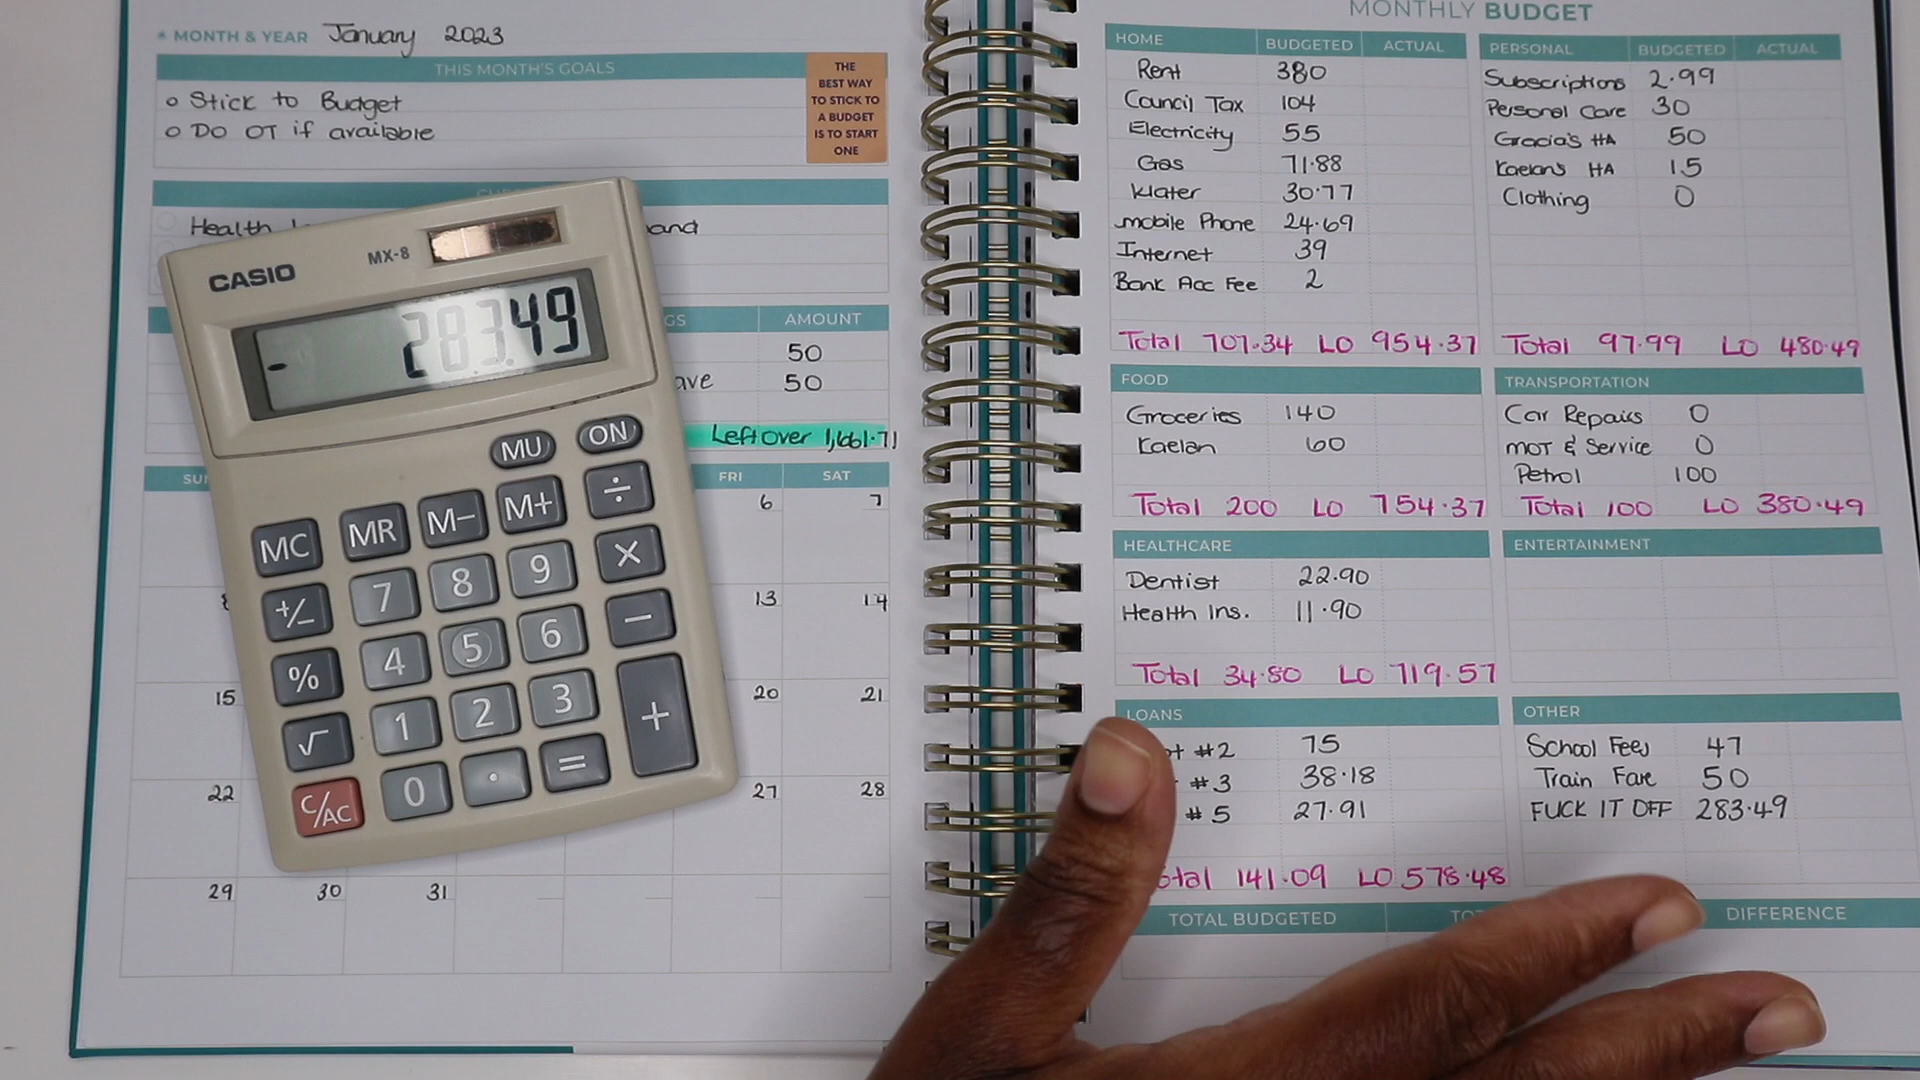 * MONTH & YEAR January 2023
THIS MONTH'S GOALS
o Stick to Budget
o Do OT if available
THE
BEST WAY
TO STICK TO
A BUDGET
IS TO START
ONE
Health
AMOUNT
50
50
Left over 1,661.71
FRI SAT
6 7
13 14
15 20 21
22 27 28
29 30 31
CASIO MX-8
- 283.49
MU ON
MC MR M− M+ ÷
+/− 7 8 9 ×
% 4 5 6 −
√ 1 2 3 +
C/AC 0 · =
MONTHLY BUDGET
HOME BUDGETED ACTUAL
Rent 380
Council Tax 104
Electricity 55
Gas 71.88
Water 30.77
mobile Phone 24.69
Internet 39
Bank Acc Fee 2
Total 707.34 LO 954.37
FOOD
Groceries 140
Kaelan 60
Total 200 LO 754.37
HEALTHCARE
Dentist 22.90
Health Ins. 11.90
Total 34.80 LO 719.57
LOANS
#2 75
#3 38.18
#5 27.91
141.09 LO 578.48
PERSONAL BUDGETED ACTUAL
Subscriptions 2.99
Personal Care 30
Gracia's HA 50
Kaelan's HA 15
Clothing 0
Total 97.99 LO 480.49
TRANSPORTATION
Car Repairs 0
MOT & Service 0
Petrol 100
Total 100 LO 380.49
ENTERTAINMENT
OTHER
School Fees 47
Train Fare 50
FUCK IT OFF 283.49
TOTAL BUDGETED DIFFERENCE